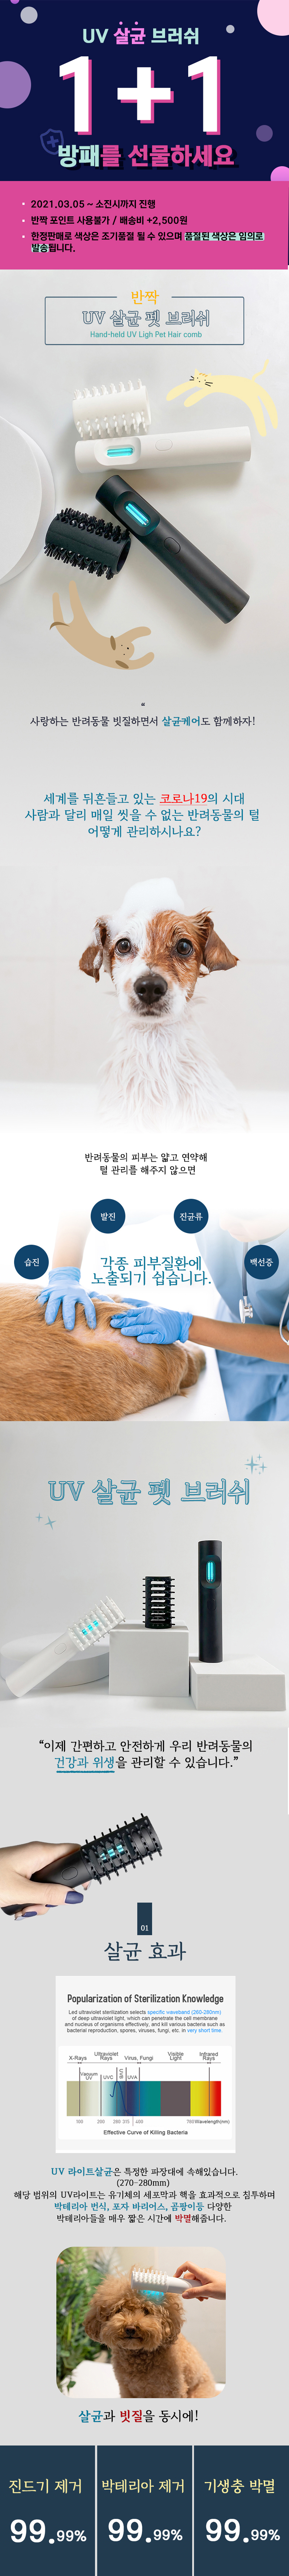 UV 살균 브러쉬
1+1
방패를 선물하세요
• 2021.03.05 ~ 소진시까지 진행
• 반짝 포인트 사용불가 / 배송비 +2,500원
• 한정판매로 색상은 조기품절 될 수 있으며 품절된 색상은 임의로
발송됩니다.
반짝
UV 살균 펫 브러쉬
Hand-held UV Ligh Pet Hair comb
사랑하는 반려동물 빗질하면서 살균케어도 함께하자!
세계를 뒤흔들고 있는 코로나19의 시대
사람과 달리 매일 씻을 수 없는 반려동물의 털
어떻게 관리하시나요?
반려동물의 피부는 얇고 연약해
털 관리를 해주지 않으면
발진
진균류
습진
백선증
각종 피부질환에
노출되기 쉽습니다.
UV 살균 펫 브러쉬
“이제 간편하고 안전하게 우리 반려동물의
건강과 위생을 관리할 수 있습니다.”
01
살균 효과
Popularization of Sterilization Knowledge
Led ultraviolet sterilization selects specific waveband (260-280nm)
of deep ultraviolet light, which can penetrate the cell membrane
and nucleus of organisms effectively, and kill various bacteria such as
bacterial reproduction, spores, viruses, fungi, etc. in very short time.
X-Rays
Ultraviolet
Rays
Virus, Fungi
Visible
Light
Infrared
Rays
Vacuum
UV
UVC
UVB
UVA
100
200
280
315
400
780
Wavelength(nm)
Effective Curve of Killing Bacteria
UV 라이트살균은 특정한 파장대에 속해있습니다.
(270-280mm)
해당 범위의 UV라이트는 유기체의 세포막과 핵을 효과적으로 침투하며
박테리아 번식, 포자 바리어스, 곰팡이등 다양한
박테리아들을 매우 짧은 시간에 박멸해줍니다.
살균과 빗질을 동시에!
진드기 제거
박테리아 제거
기생충 박멸
99.99%
99.99%
99.99%